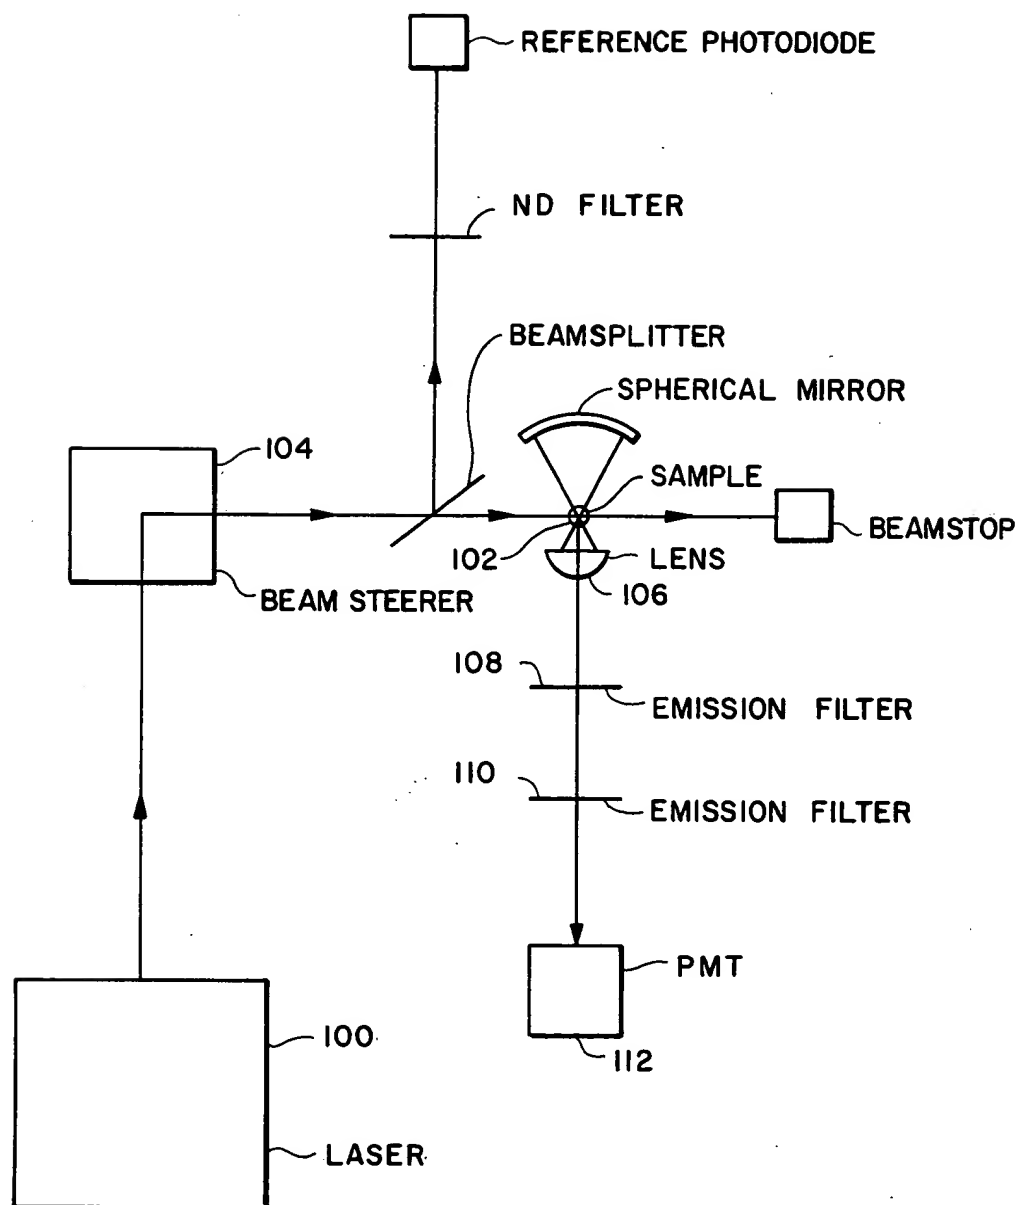 REFERENCE PHOTODIODE
ND FILTER
BEAMSPLITTER
SPHERICAL MIRROR
104
SAMPLE
BEAMSTOP
102
LENS
BEAM STEERER
106
108
EMISSION FILTER
110
EMISSION FILTER
PMT
100
112
LASER